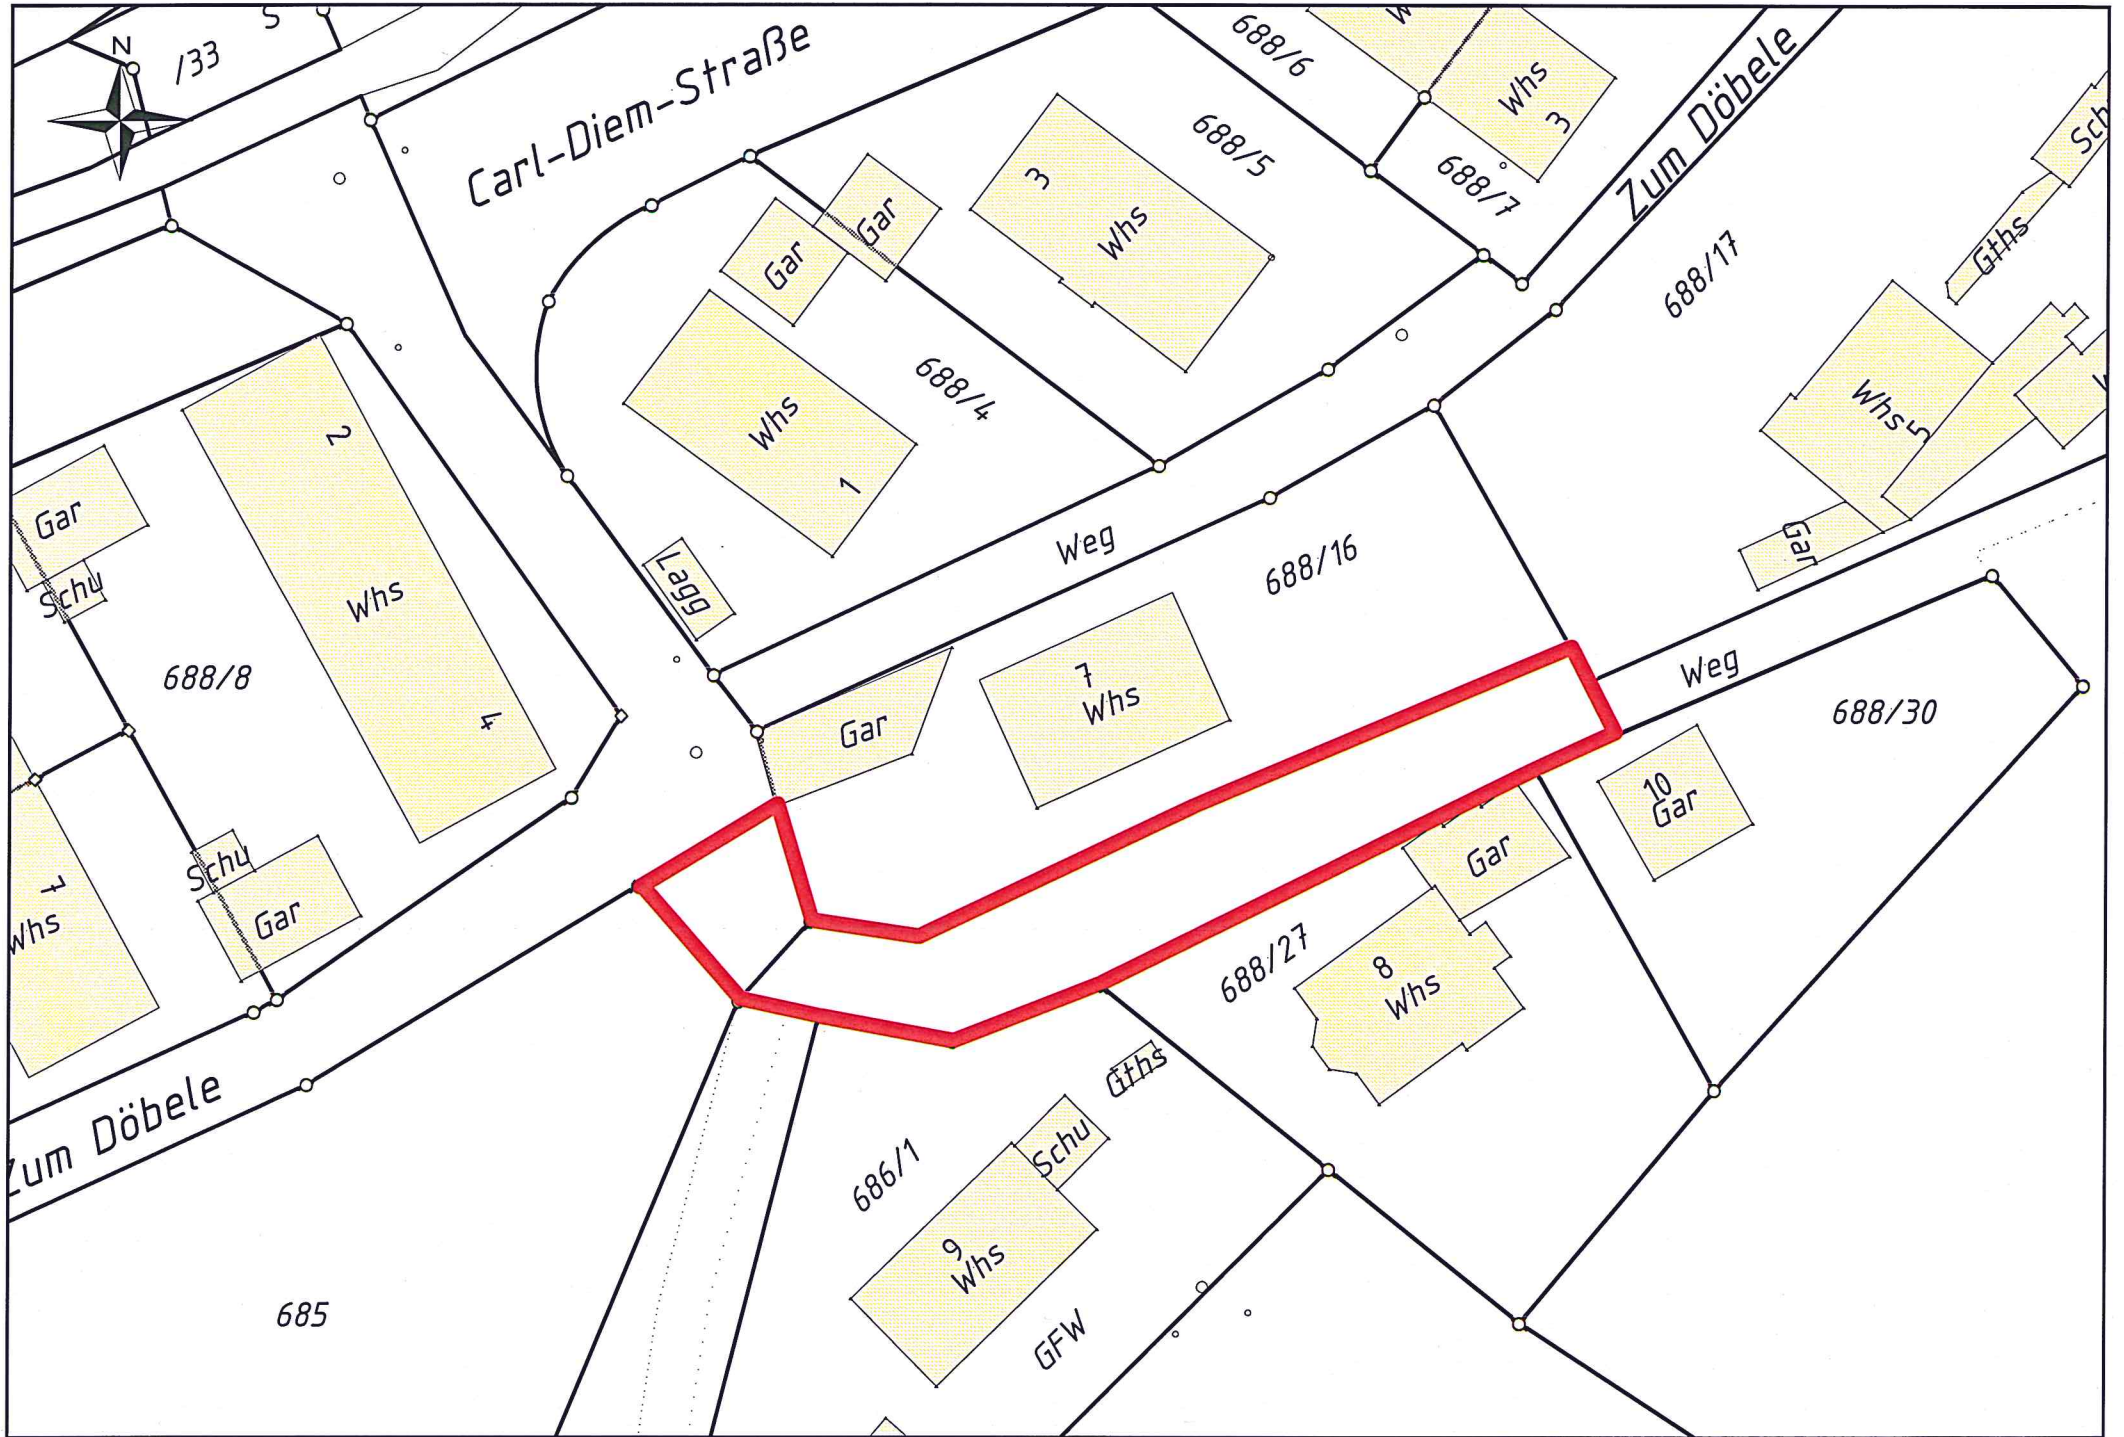 N
/33
S
Carl-Diem-Straße
688/6
Whs
3
688/7
Zum Döbele
688/5
3
Whs
Gar
Gar
688/4
Whs
1
688/17
Gths
Sch
Whs
5
Gar
2
Whs
4
Gar
Schu
688/8
Lagg
Weg
688/16
7
Whs
Gar
Weg
688/30
10
Gar
Gar
688/27
8
Whs
Schu
Gar
7
Whs
Zum Döbele
Gths
Schu
686/1
9
Whs
GFW
685